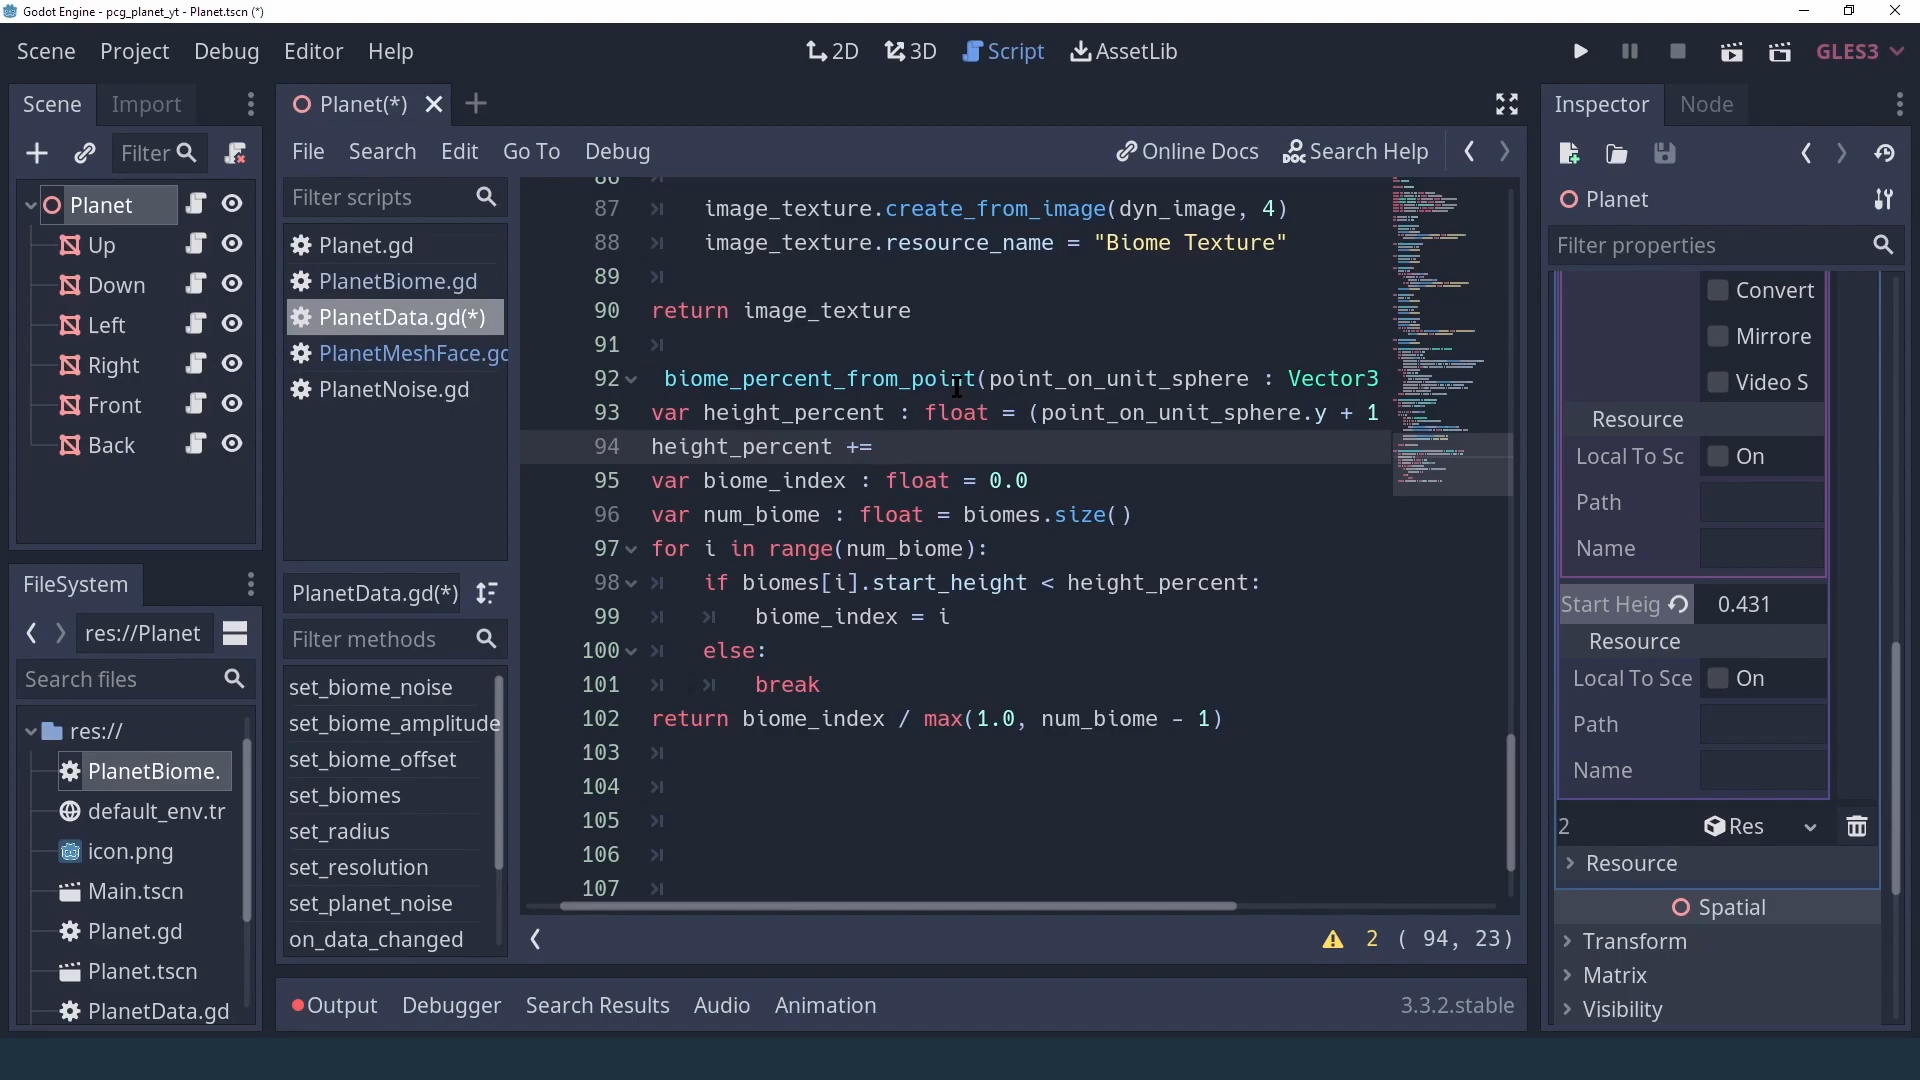 Godot Engine - pcg_planet_yt - Planet.tscn (*)
Scene Project Debug Editor Help
2D 3D Script AssetLib
GLES3
Scene Import
Planet(*)
Inspector Node
Filter
File Search Edit Go To Debug
Online Docs Search Help
Planet
Up
Down
Left
Right
Front
Back
Filter scripts
Planet.gd
PlanetBiome.gd
PlanetData.gd(*)
PlanetMeshFace.gd
PlanetNoise.gd
PlanetData.gd(*)
Filter methods
set_biome_noise
set_biome_amplitude
set_biome_offset
set_biomes
set_radius
set_resolution
set_planet_noise
on_data_changed
FileSystem
res://Planet
Search files
res://
PlanetBiome.
default_env.tr
icon.png
Main.tscn
Planet.gd
Planet.tscn
PlanetData.gd
86
87 image_texture.create_from_image(dyn_image, 4)
88 image_texture.resource_name = "Biome Texture"
89
90 return image_texture
91
92 biome_percent_from_point(point_on_unit_sphere : Vector3
93 var height_percent : float = (point_on_unit_sphere.y + 1
94 height_percent +=
95 var biome_index : float = 0.0
96 var num_biome : float = biomes.size()
97 for i in range(num_biome):
98 if biomes[i].start_height < height_percent:
99 biome_index = i
100 else:
101 break
102 return biome_index / max(1.0, num_biome - 1)
103
104
105
106
107
2 ( 94, 23)
Output Debugger Search Results Audio Animation
3.3.2.stable
Planet
Filter properties
Convert
Mirrore
Video S
Resource
Local To Sc On
Path
Name
Start Heig 0.431
Resource
Local To Sce On
Path
Name
2 Res
Resource
Spatial
Transform
Matrix
Visibility